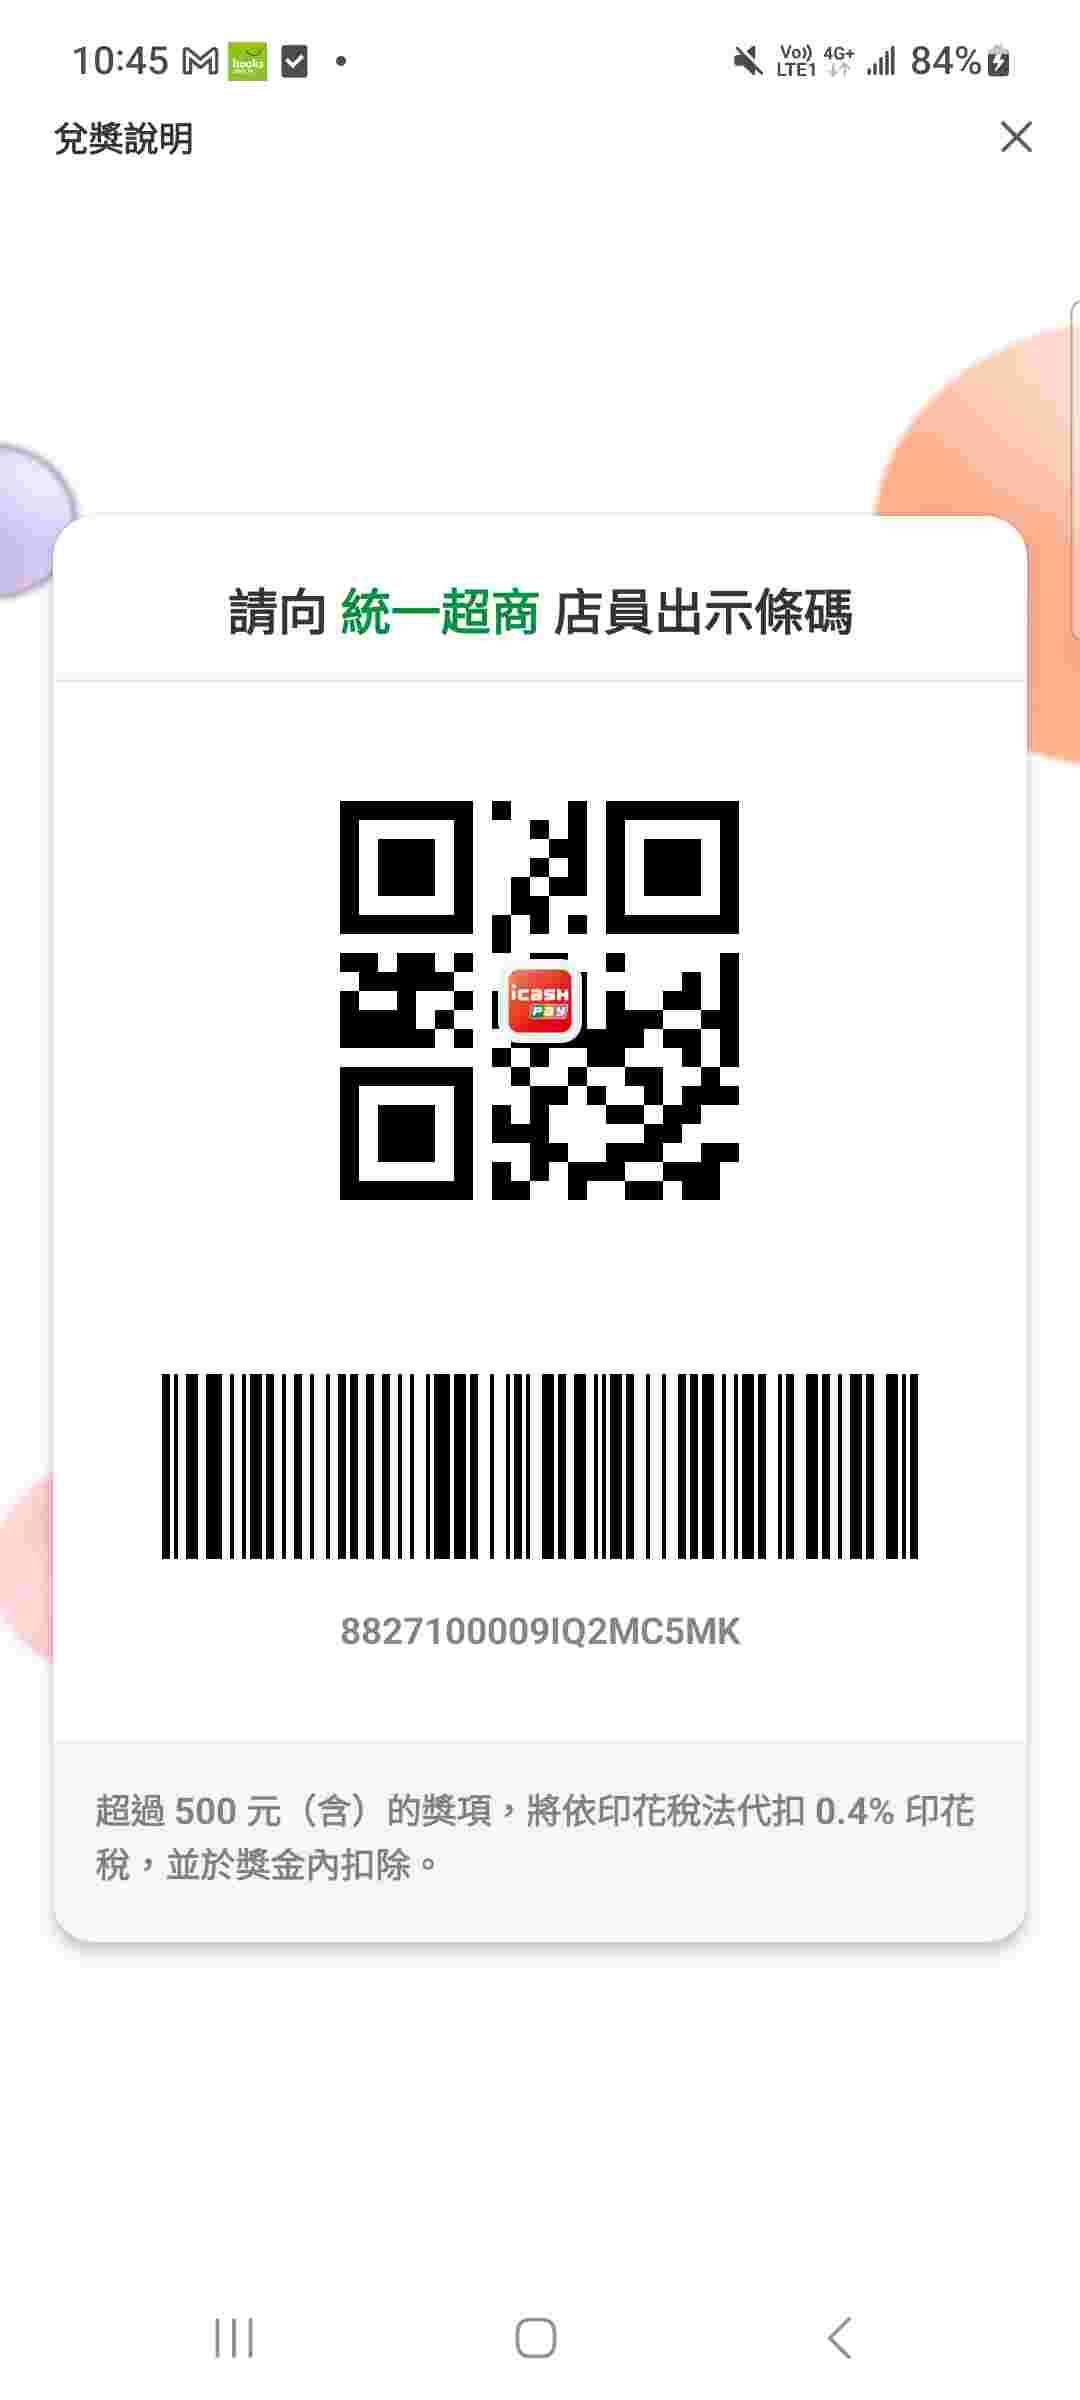 10:45
books
Vo)) LTE1 4G+ 84%
兌獎說明
請向 統一超商 店員出示條碼
icash Pay
8827100009IQ2MC5MK
超過 500 元（含）的獎項，將依印花稅法代扣 0.4% 印花
稅，並於獎金內扣除。